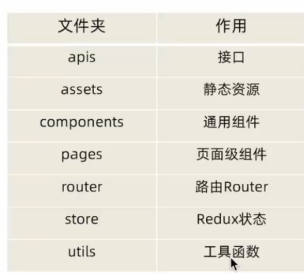 文件夹 作用
apis 接口
assets 静态资源
components 通用组件
pages 页面级组件
router 路由Router
store Redux状态
utils 工具函数